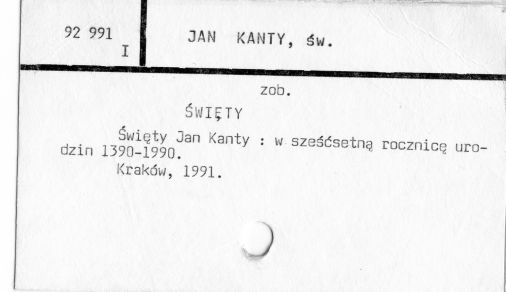 92 991
I
JAN KANTY, św.
zob.
ŚWIĘTY
Święty Jan Kanty : w sześćsetną rocznicę uro-
dzin 1390-1990.
Kraków, 1991.